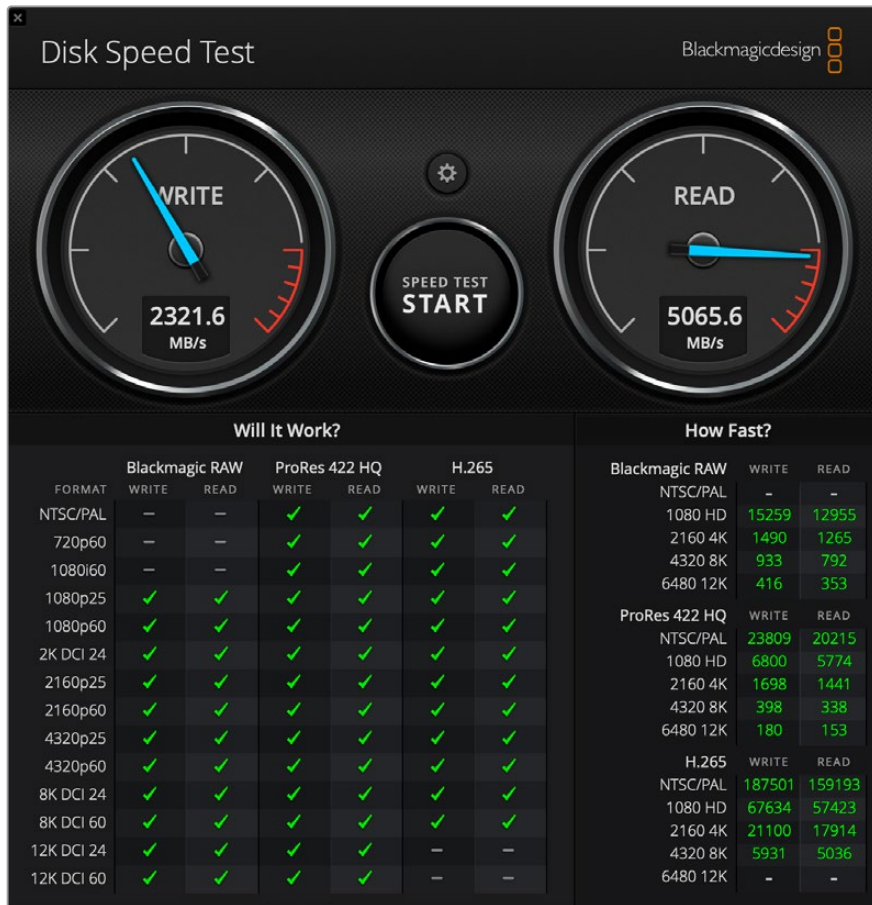 Disk Speed Test
Blackmagicdesign
WRITE
2321.6
MB/s
SPEED TEST
START
READ
5065.6
MB/s
Will It Work?
Blackmagic RAW ProRes 422 HQ H.265
FORMAT WRITE READ WRITE READ WRITE READ
NTSC/PAL – – ✓ ✓ ✓ ✓
720p60 – – ✓ ✓ ✓ ✓
1080i60 – – ✓ ✓ ✓ ✓
1080p25 ✓ ✓ ✓ ✓ ✓ ✓
1080p60 ✓ ✓ ✓ ✓ ✓ ✓
2K DCI 24 ✓ ✓ ✓ ✓ ✓ ✓
2160p25 ✓ ✓ ✓ ✓ ✓ ✓
2160p60 ✓ ✓ ✓ ✓ ✓ ✓
4320p25 ✓ ✓ ✓ ✓ ✓ ✓
4320p60 ✓ ✓ ✓ ✓ ✓ ✓
8K DCI 24 ✓ ✓ ✓ ✓ ✓ ✓
8K DCI 60 ✓ ✓ ✓ ✓ ✓ ✓
12K DCI 24 ✓ ✓ ✓ ✓ – –
12K DCI 60 ✓ ✓ ✓ ✓ – –
How Fast?
Blackmagic RAW WRITE READ
NTSC/PAL - -
1080 HD 15259 12955
2160 4K 1490 1265
4320 8K 933 792
6480 12K 416 353
ProRes 422 HQ WRITE READ
NTSC/PAL 23809 20215
1080 HD 6800 5774
2160 4K 1698 1441
4320 8K 398 338
6480 12K 180 153
H.265 WRITE READ
NTSC/PAL 187501 159193
1080 HD 67634 57423
2160 4K 21100 17914
4320 8K 5931 5036
6480 12K - -